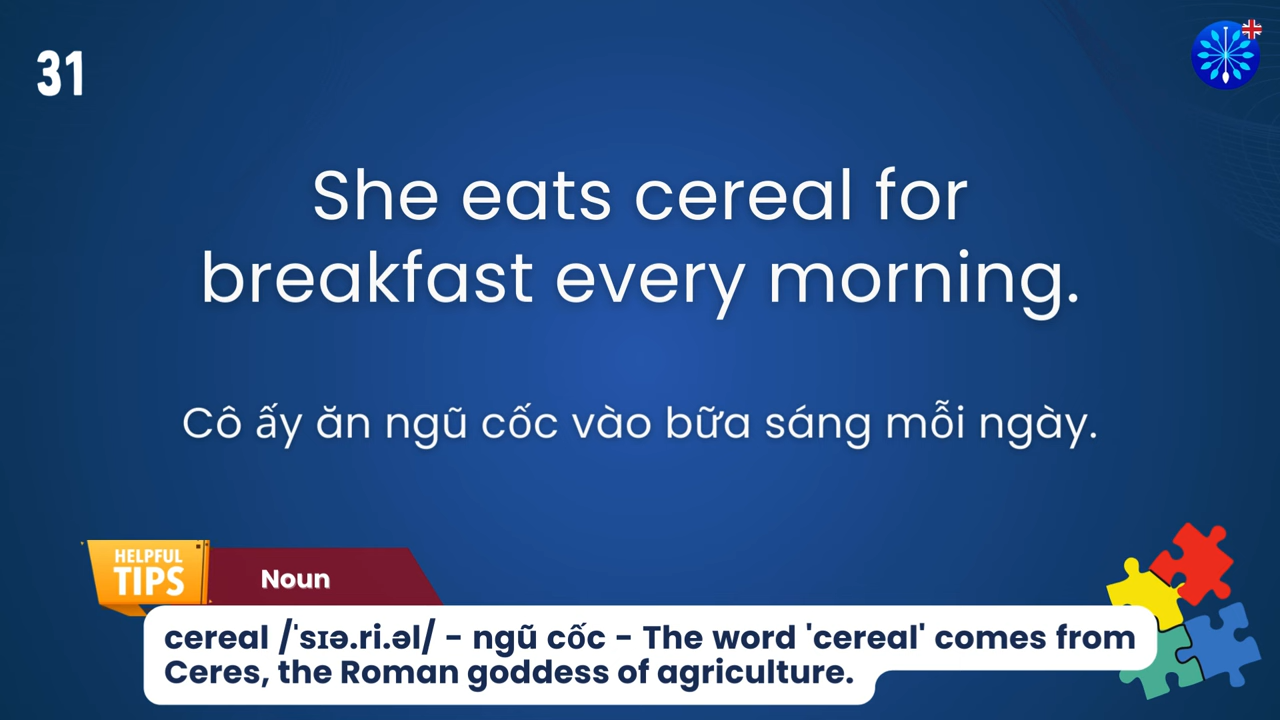 31
She eats cereal for
breakfast every morning.
Cô ấy ăn ngũ cốc vào bữa sáng mỗi ngày.
HELPFUL
TIPS
Noun
cereal /ˈsɪə.ri.əl/ - ngũ cốc - The word 'cereal' comes from
Ceres, the Roman goddess of agriculture.